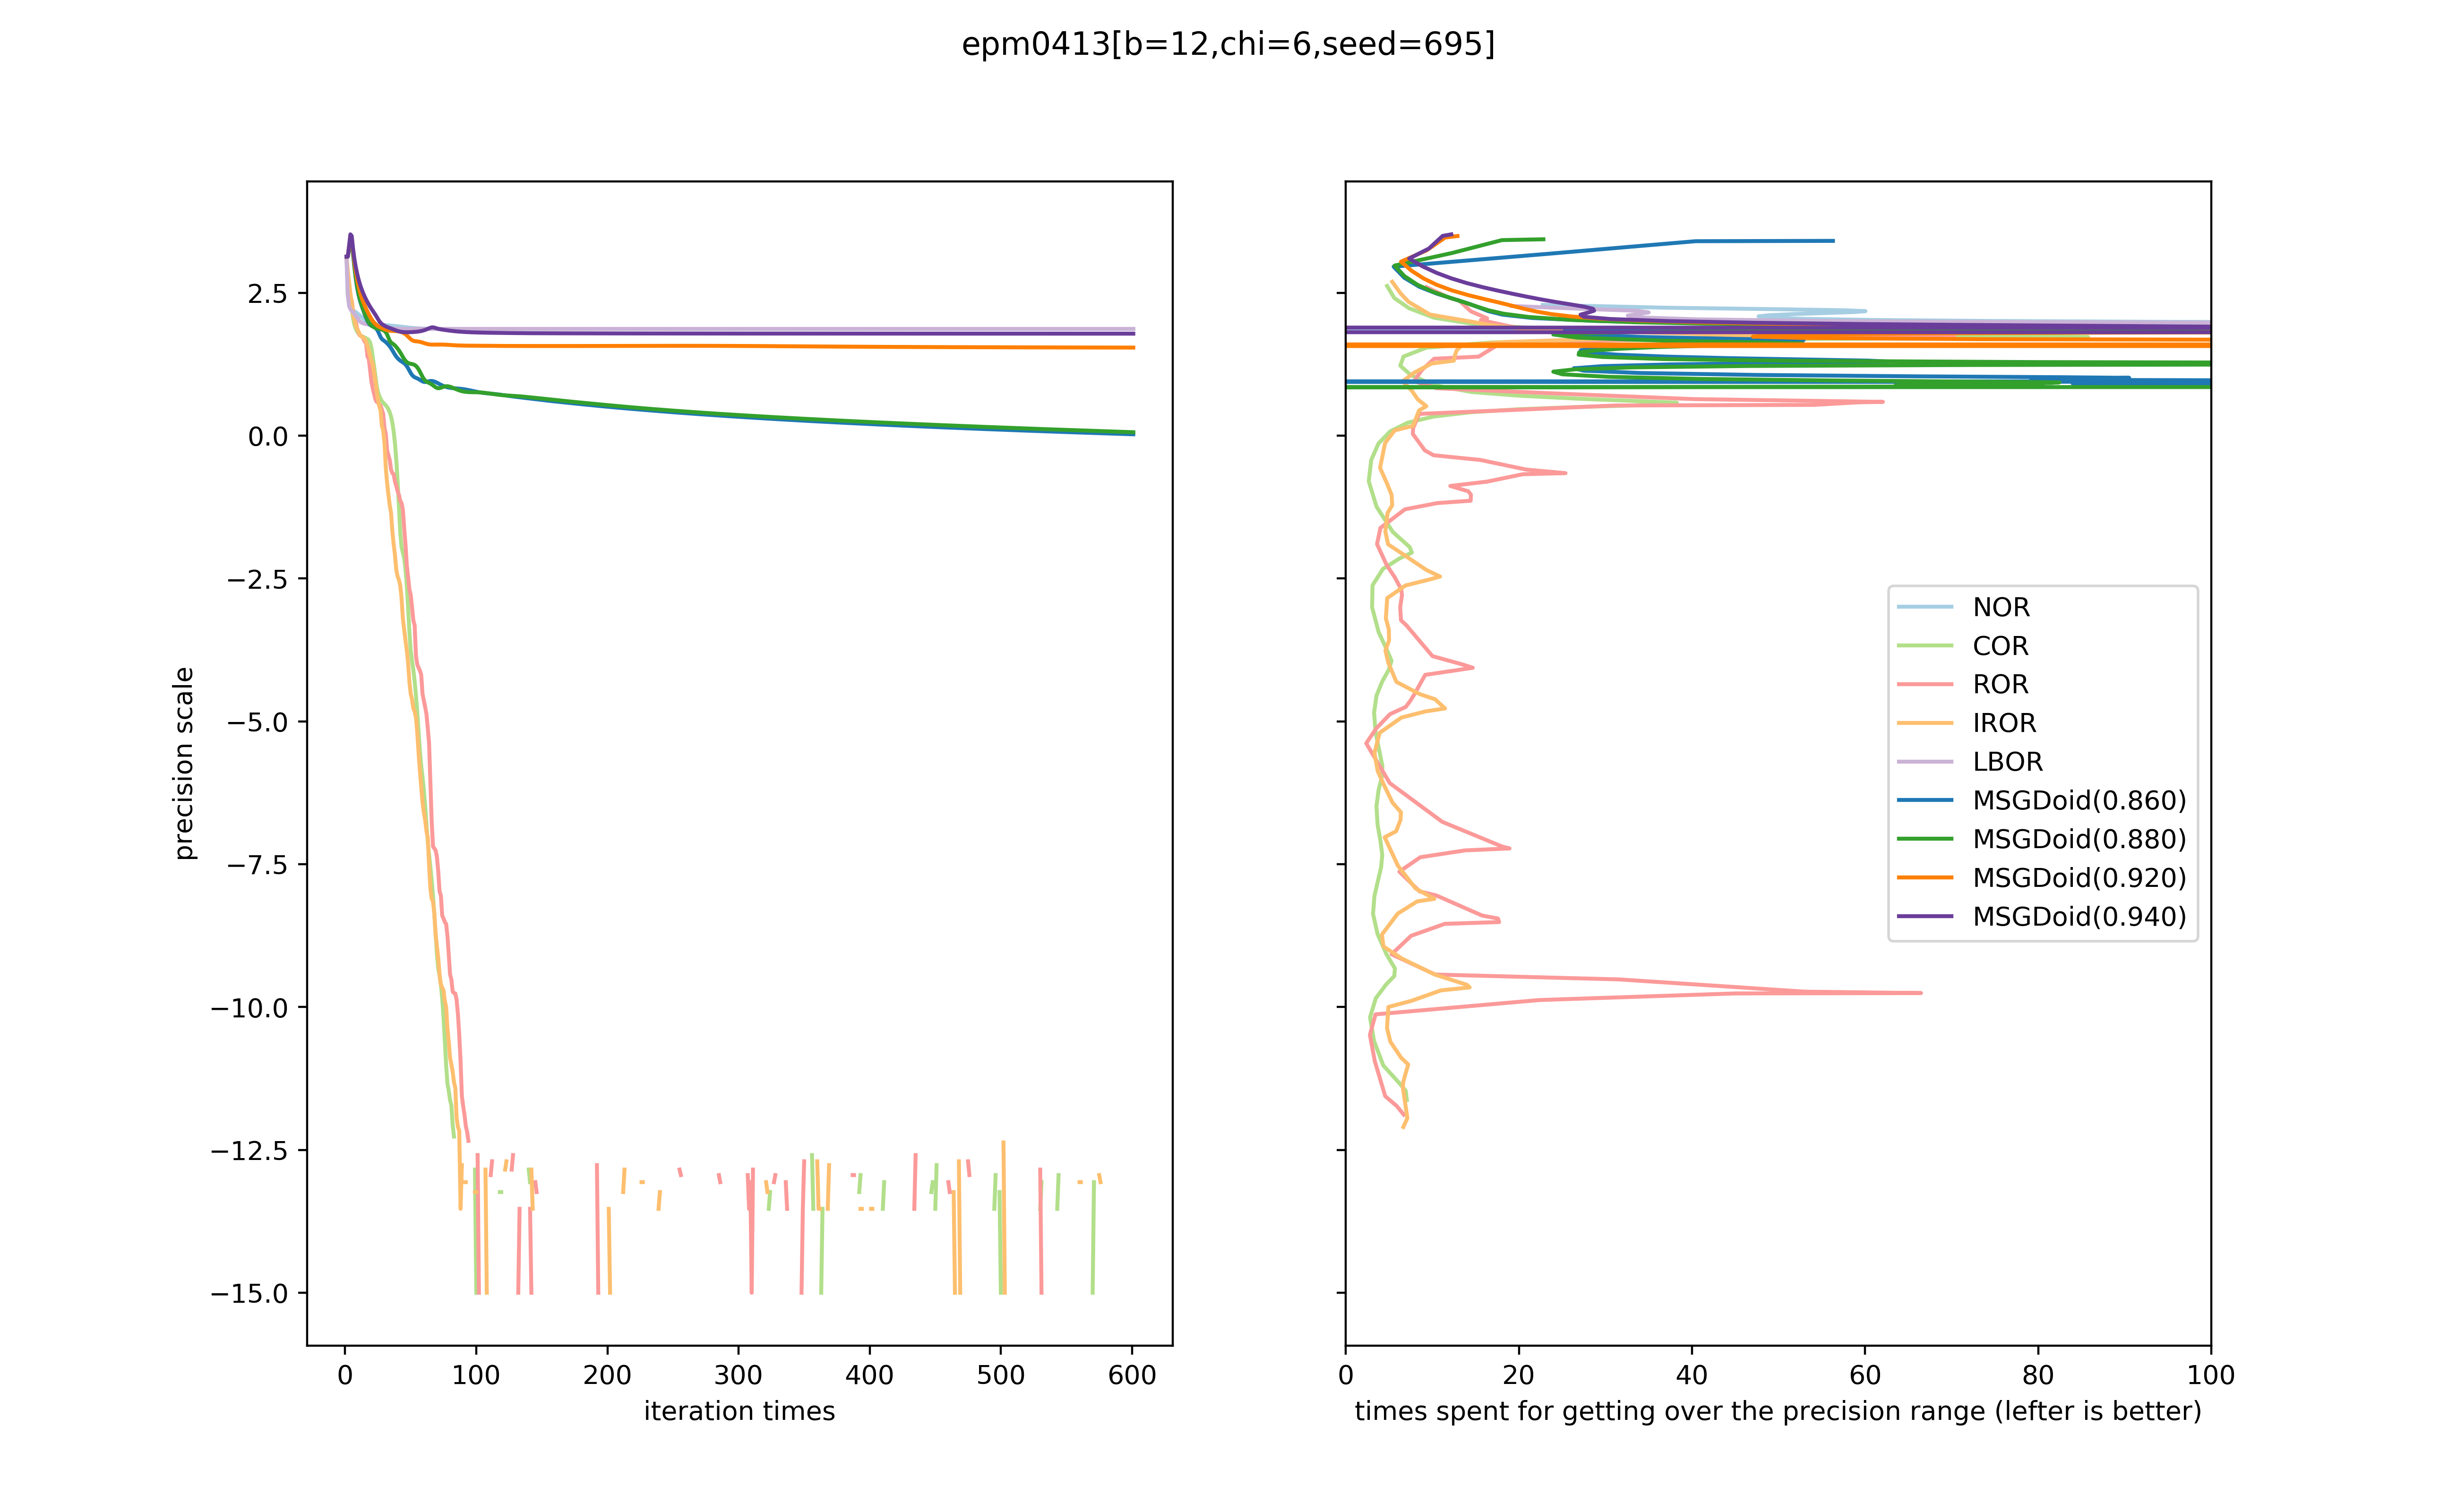 epm0413[b=12,chi=6,seed=695]
precision scale
2.5
0.0
−2.5
−5.0
−7.5
−10.0
−12.5
−15.0
0 100 200 300 400 500 600
iteration times
NOR
COR
ROR
IROR
LBOR
MSGDoid(0.860)
MSGDoid(0.880)
MSGDoid(0.920)
MSGDoid(0.940)
0 20 40 60 80 100
times spent for getting over the precision range (lefter is better)